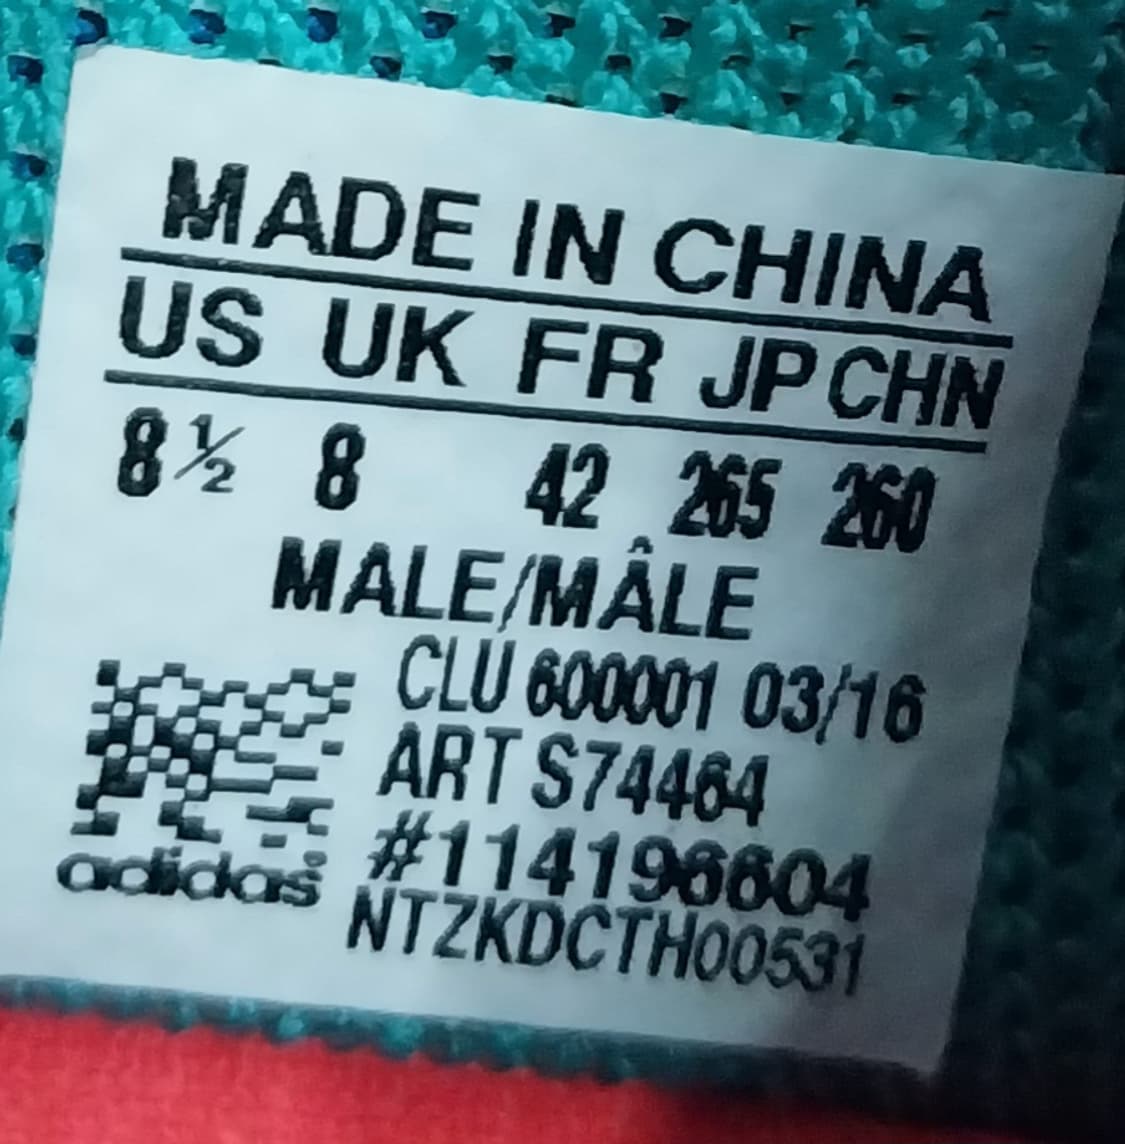 MADE IN CHINA
US UK FR JP CHN
8½ 8 42 265 260
MALE/MÂLE
CLU 600001 03/16
ART S74464
#114196604
adidas
NTZKDCTH00531